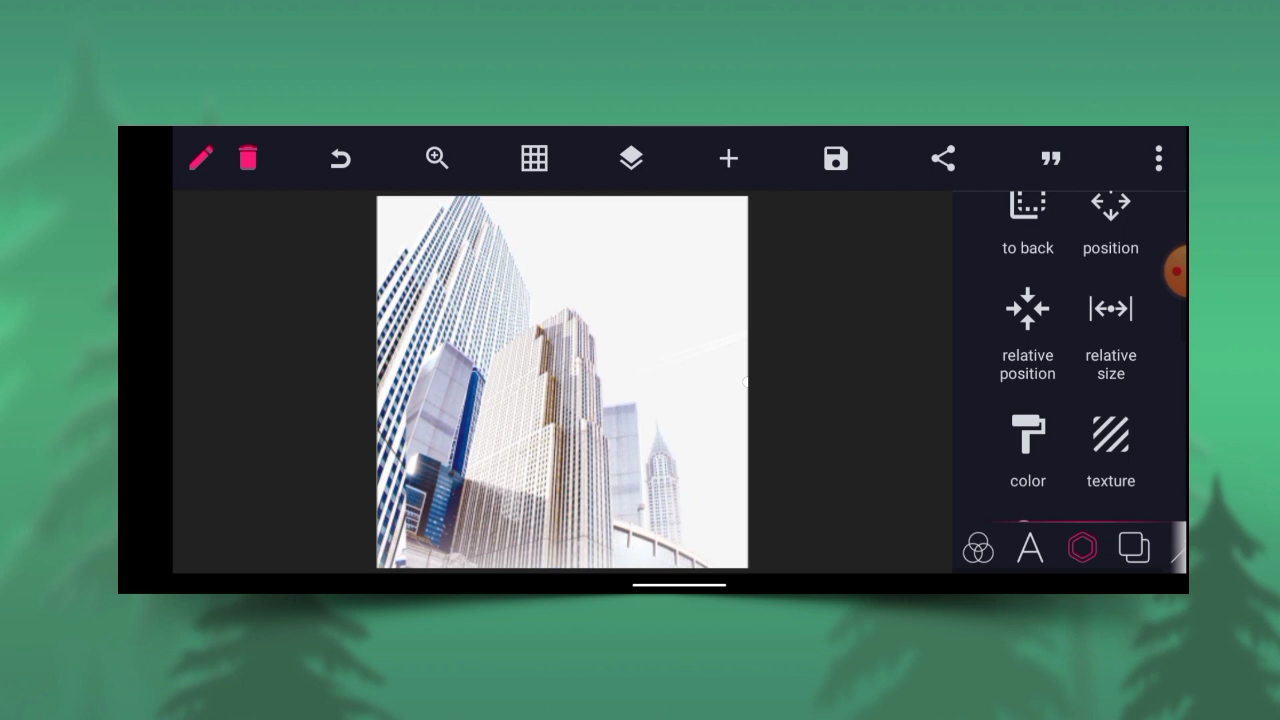 to back
position
relative
position
relative
size
color
texture